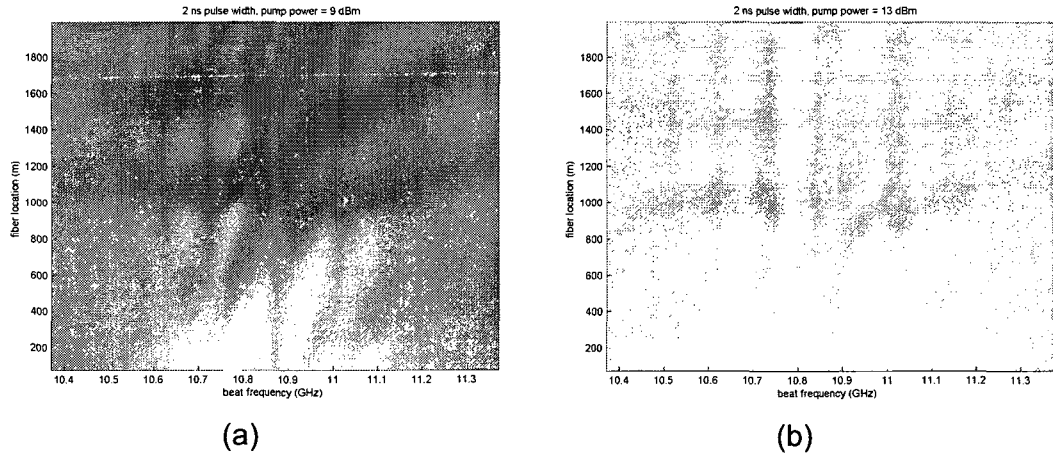 2 ns pulse width, pump power = 9 dBm
1800
1600
1400
1200
1000
800
600
400
200
fiber location (m)
10.4 10.5 10.6 10.7 10.8 10.9 11 11.1 11.2 11.3
beat frequency (GHz)
(a)
2 ns pulse width, pump power = 13 dBm
1800
1600
1400
1200
1000
800
600
400
200
fiber location (m)
10.4 10.5 10.6 10.7 10.8 10.9 11 11.1 11.2 11.3
beat frequency (GHz)
(b)